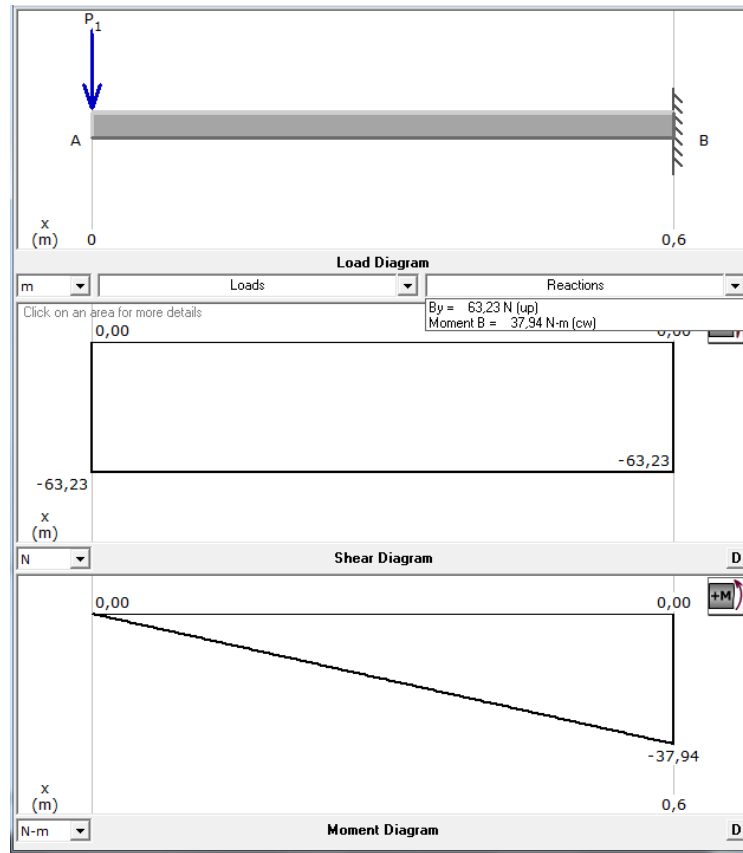 P1
A
B
x
(m)
0
0,6
Load Diagram
m
Loads
Reactions
Click on an area for more details
By = 63,23 N (up)
Moment B = 37,94 N-m (cw)
0,00
0,00
-63,23
-63,23
x
(m)
N
Shear Diagram
D
0,00
0,00
+M
-37,94
x
(m)
0,6
N-m
Moment Diagram
D